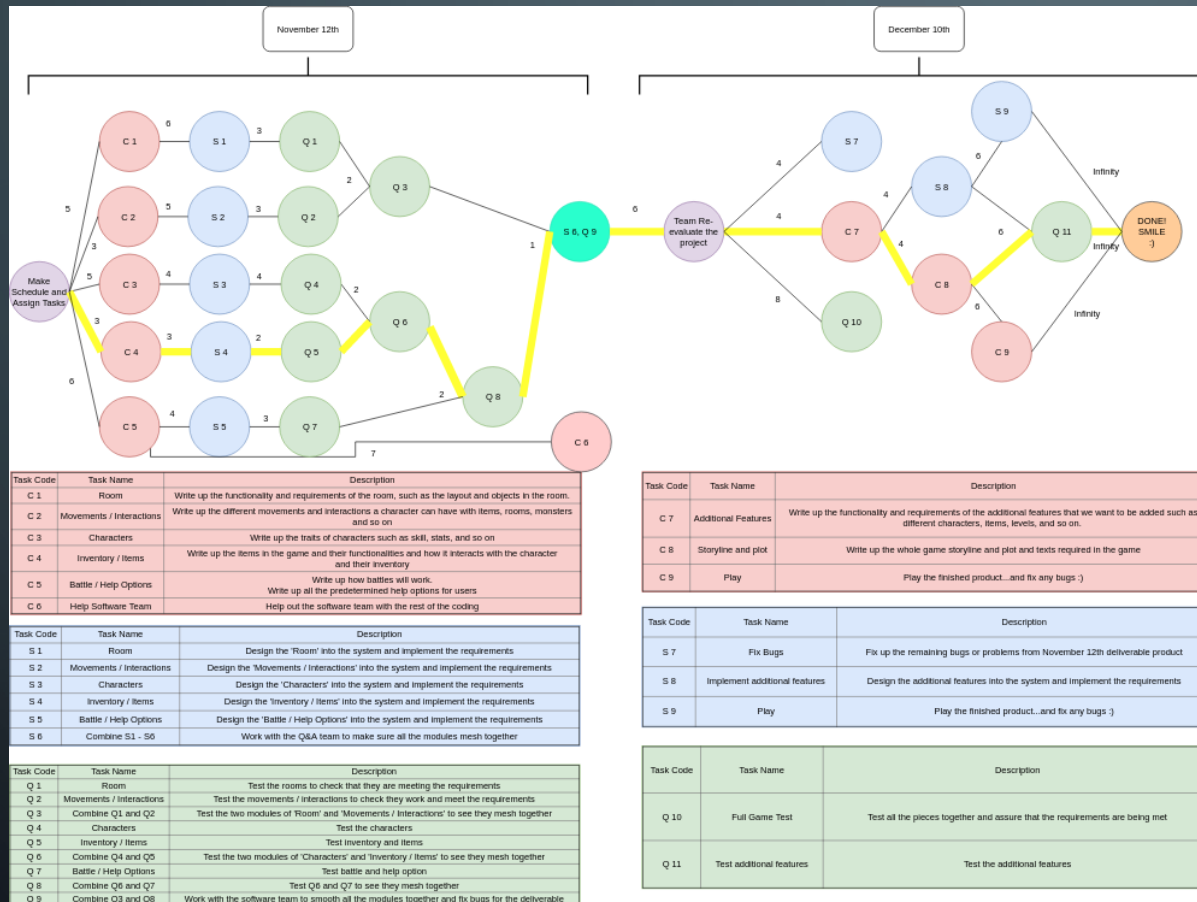 November 12th
December 10th
S 9
6
3
C 1
S 1
Q 1
S 7
4
6
Infinity
2
Q 3
S 8
5
5
3
6
4
C 2
S 2
Q 2
4
Team Re-
evaluate the
project
C 7
6
Q 11
DONE!
SMILE
:)
S 6, Q 9
3
1
4
Infinity
5
4
4
Make
Schedule and
Assign Tasks
C 3
S 3
Q 4
2
8
C 8
6
Infinity
3
3
2
Q 6
Q 10
C 4
S 4
Q 5
C 9
6
2
Q 8
4
3
C 5
S 5
Q 7
7
C 6
Task Code Task Name Description
C 1 Room Write up the functionality and requirements of the room, such as the layout and objects in the room.
C 2 Movements / Interactions Write up the different movements and interactions a character can have with items, rooms, monsters
and so on
C 3 Characters Write up the traits of characters such as skill, stats, and so on
C 4 Inventory / Items Write up the items in the game and their functionalities and how it interacts with the character
and their inventory
C 5 Battle / Help Options Write up how battles will work.
Write up all the predetermined help options for users
C 6 Help Software Team Help out the software team with the rest of the coding
Task Code Task Name Description
S 1 Room Design the 'Room' into the system and implement the requirements
S 2 Movements / Interactions Design the 'Movements / Interactions' into the system and implement the requirements
S 3 Characters Design the 'Characters' into the system and implement the requirements
S 4 Inventory / Items Design the 'Inventory / Items' into the system and implement the requirements
S 5 Battle / Help Options Design the 'Battle / Help Options' into the system and implement the requirements
S 6 Combine S1 - S6 Work with the Q&A team to make sure all the modules mesh together
Task Code Task Name Description
Q 1 Room Test the rooms to check that they are meeting the requirements
Q 2 Movements / Interactions Test the movements / interactions to check they work and meet the requirements
Q 3 Combine Q1 and Q2 Test the two modules of 'Room' and 'Movements / Interactions' to see they mesh together
Q 4 Characters Test the characters
Q 5 Inventory / Items Test inventory and items
Q 6 Combine Q4 and Q5 Test the two modules of 'Characters' and 'Inventory / Items' to see they mesh together
Q 7 Battle / Help Options Test battle and help option
Q 8 Combine Q6 and Q7 Test Q6 and Q7 to see they mesh together
Q 9 Combine Q3 and Q8 Work with the software team to smooth all the modules together and fix bugs for the deliverable
Task Code Task Name Description
C 7 Additional Features Write up the functionality and requirements of the additional features that we want to be added such as
different characters, items, levels, and so on.
C 8 Storyline and plot Write up the whole game storyline and plot and texts required in the game
C 9 Play Play the finished product...and fix any bugs :)
Task Code Task Name Description
S 7 Fix Bugs Fix up the remaining bugs or problems from November 12th deliverable product
S 8 Implement additional features Design the additional features into the system and implement the requirements
S 9 Play Play the finished product...and fix any bugs :)
Task Code Task Name Description
Q 10 Full Game Test Test all the pieces together and assure that the requirements are being met
Q 11 Test additional features Test the additional features